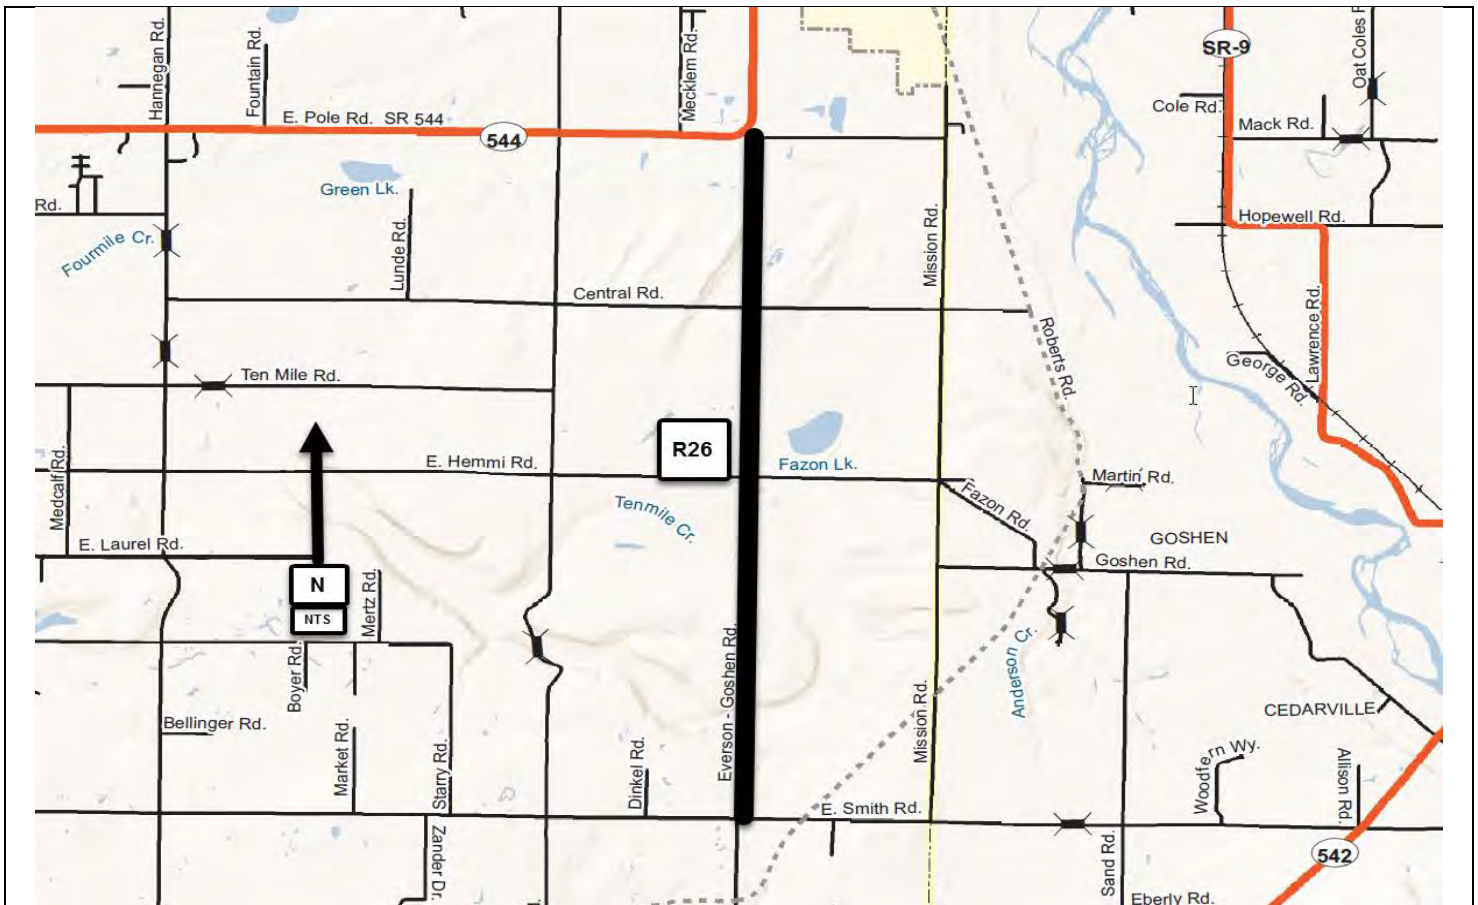 Hannegan Rd.
Fountain Rd.
Mecklem Rd.
SR-9
Oat Coles R
Cole Rd.
Mack Rd.
E. Pole Rd. SR 544
544
Green Lk.
Rd.
Hopewell Rd.
Fourmile Cr.
Lunde Rd.
Mission Rd.
Central Rd.
Roberts Rd.
Lawrence Rd.
George Rd.
Ten Mile Rd.
R26
E. Hemmi Rd.
Fazon Lk.
Medcalf Rd.
Martin Rd.
Fazon Rd.
Tenmile Cr.
E. Laurel Rd.
GOSHEN
Goshen Rd.
N
NTS
Mertz Rd.
Boyer Rd.
Everson - Goshen Rd.
Anderson Cr.
Mission Rd.
CEDARVILLE
Bellinger Rd.
Market Rd.
Starry Rd.
Dinkel Rd.
Woodfern Wy.
Allison Rd.
E. Smith Rd.
Zander Dr.
Sand Rd.
542
Eberly Rd.